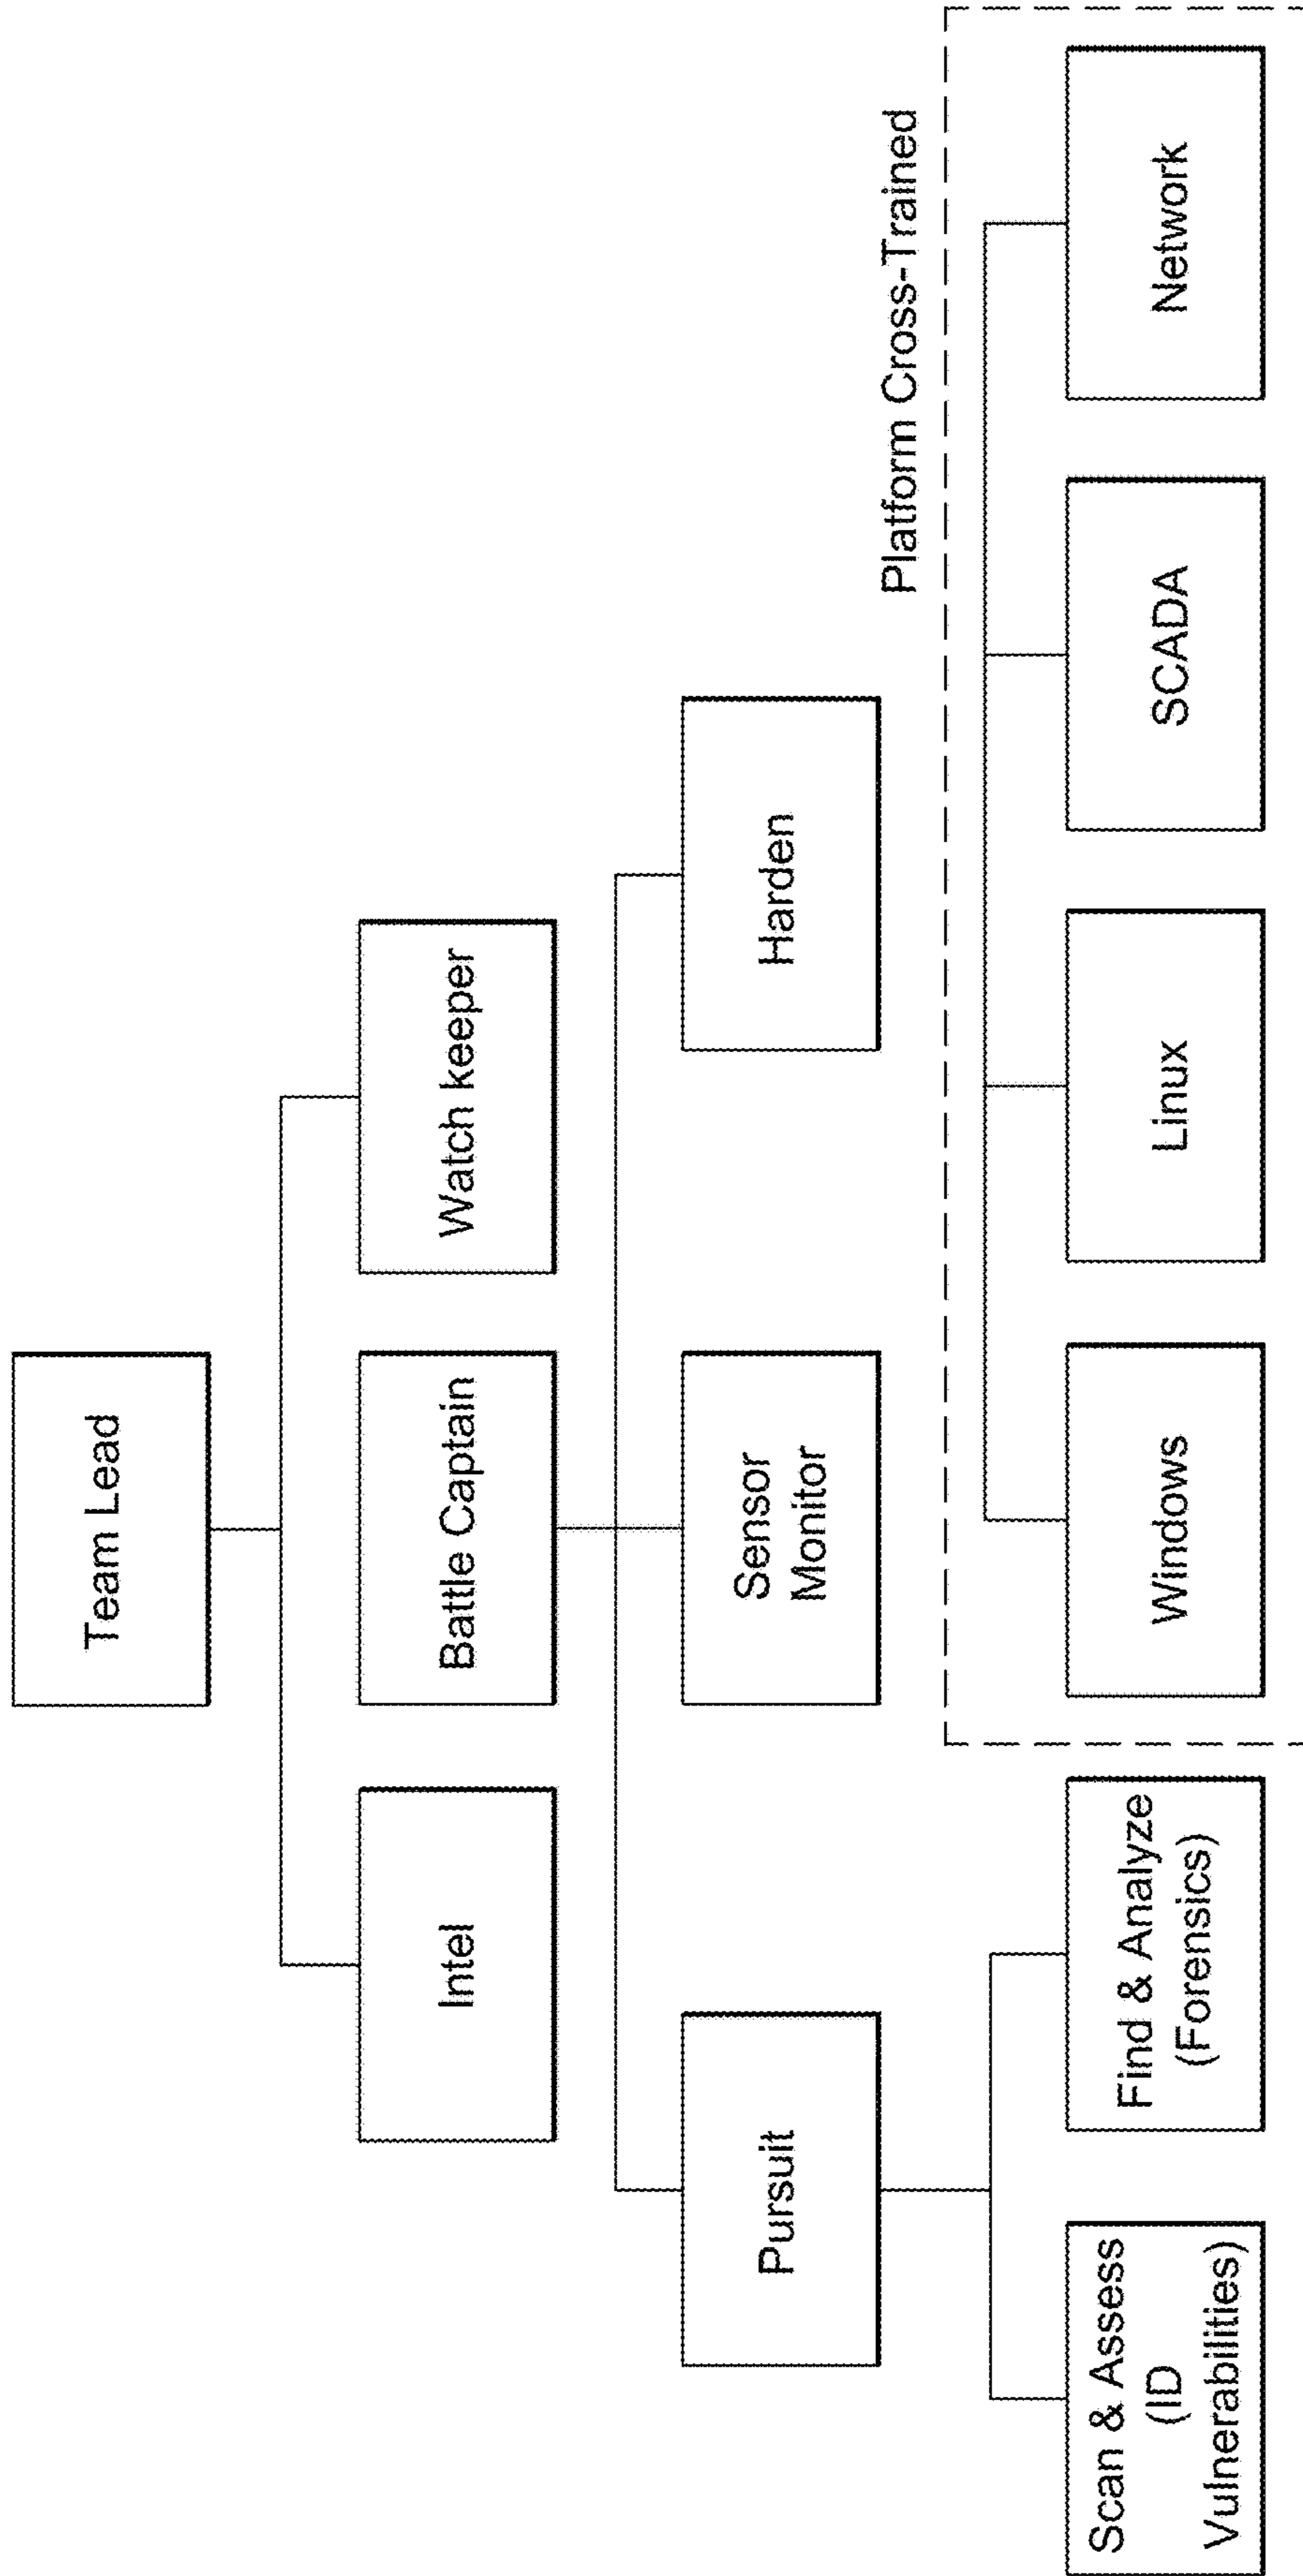 Team Lead
Intel
Battle Captain
Watch keeper
Pursuit
Sensor
Monitor
Harden
Platform Cross-Trained
Scan & Assess
(ID
Vulnerabilities)
Find & Analyze
(Forensics)
Windows
Linux
SCADA
Network